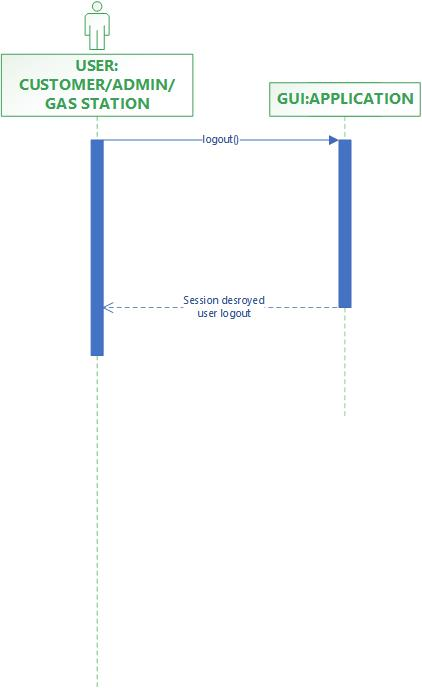 USER:
CUSTOMER/ADMIN/
GAS STATION
GUI:APPLICATION
logout()
Session desroyed
user logout